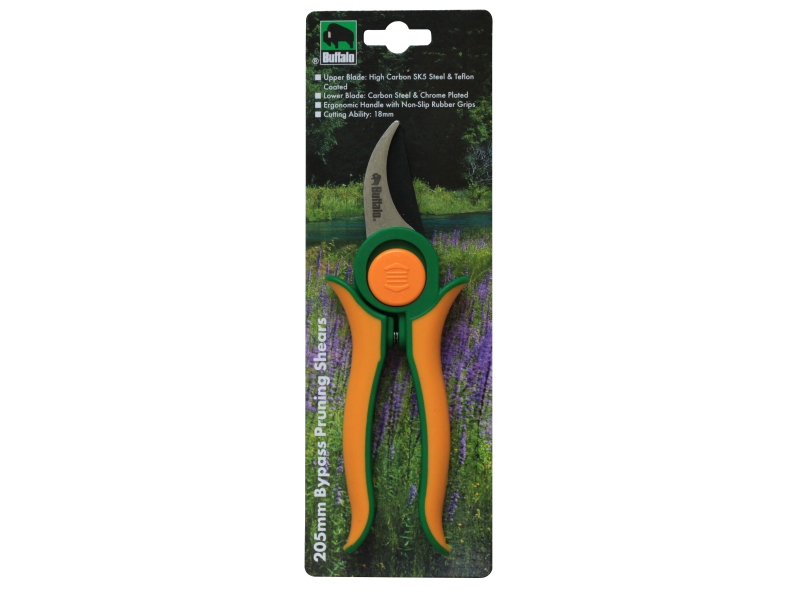 Buffalo
®
Upper Blade: High Carbon SK5 Steel & Teflon
Coated
Lower Blade: Carbon Steel & Chrome Plated
Ergonomic Handle with Non-Slip Rubber Grips
Cutting Ability: 18mm
Buffalo
205mm Bypass Pruning Shears